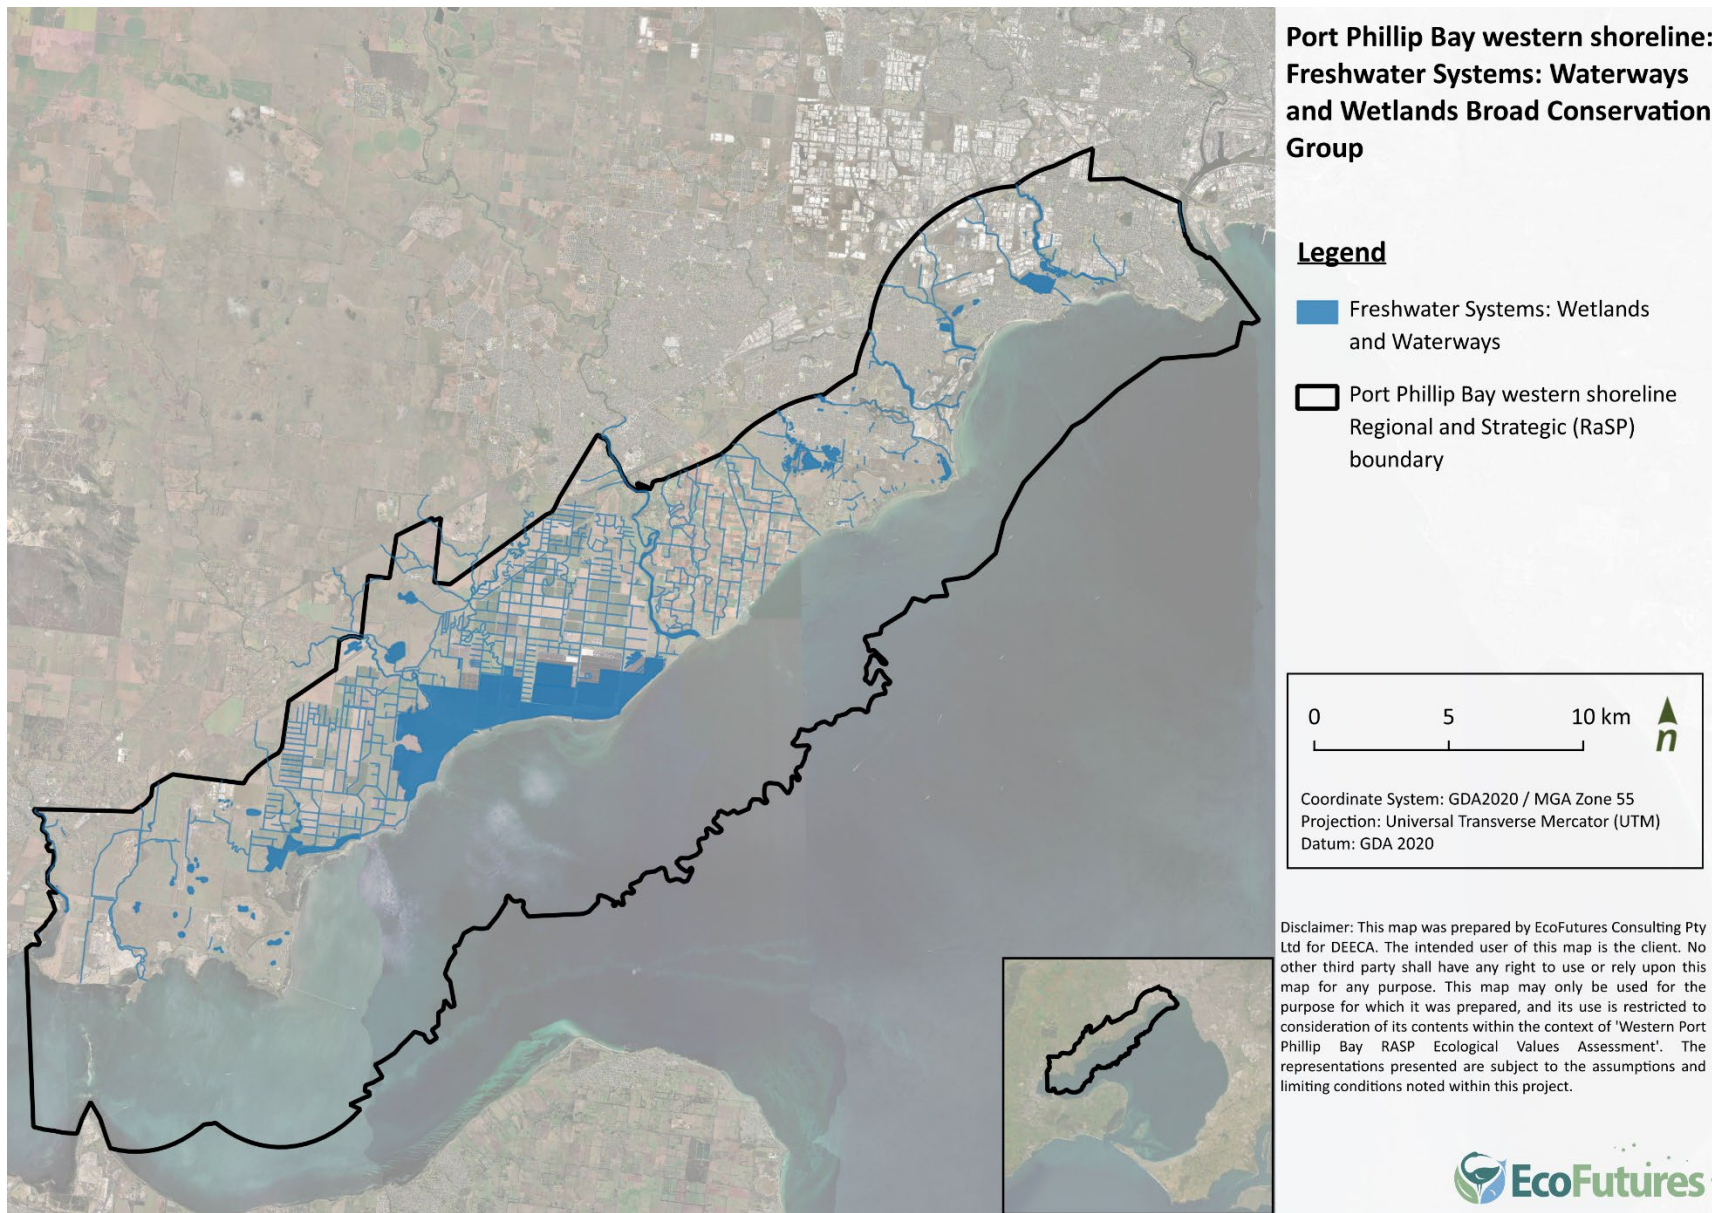 Port Phillip Bay western shoreline:
Freshwater Systems: Waterways
and Wetlands Broad Conservation
Group
Legend
Freshwater Systems: Wetlands
and Waterways
Port Phillip Bay western shoreline
Regional and Strategic (RaSP)
boundary
0 5 10 km
n
Coordinate System: GDA2020 / MGA Zone 55
Projection: Universal Transverse Mercator (UTM)
Datum: GDA 2020
Disclaimer: This map was prepared by EcoFutures Consulting Pty
Ltd for DEECA. The intended user of this map is the client. No
other third party shall have any right to use or rely upon this
map for any purpose. This map may only be used for the
purpose for which it was prepared, and its use is restricted to
consideration of its contents within the context of 'Western Port
Phillip Bay RASP Ecological Values Assessment'. The
representations presented are subject to the assumptions and
limiting conditions noted within this project.
EcoFutures